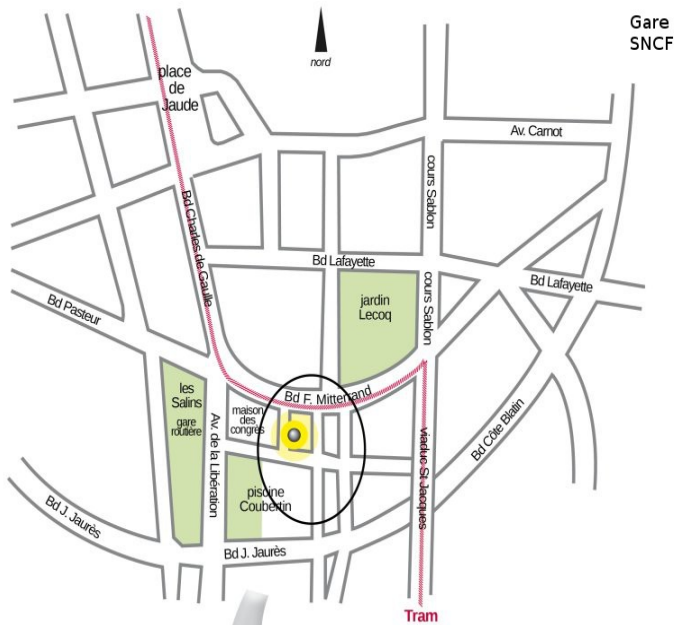 Gare
SNCF
nord
place
de
Jaude
Av. Carnot
cours Sablon
Bd Charles de Gaulle
Bd Lafayette
cours Sablon
Bd Lafayette
jardin
Lecoq
Bd Pasteur
les
Salins
gare
routière
Av. de la Libération
maison
des
congrès
Bd F. Mitterrand
viaduc St Jacques
Bd Côte Blatin
piscine
Coubertin
Bd J. Jaurès
Bd J. Jaurès
Tram